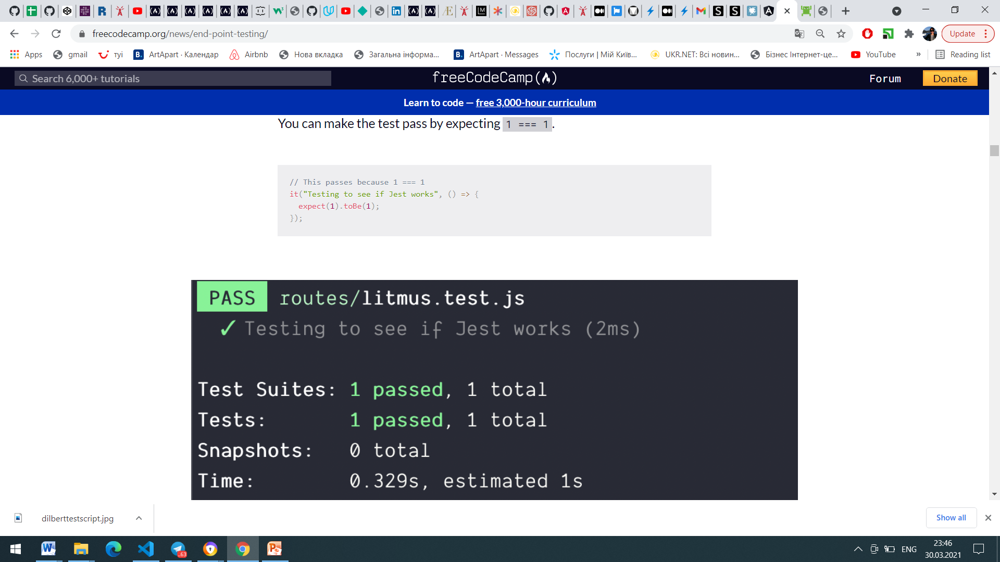 freecodecamp.org/news/end-point-testing/
Update
Apps
gmail
туі
ArtApart · Календар
Airbnb
Нова вкладка
Загальна інформа...
ArtApart · Messages
Послуги | Мій Київ...
UKR.NET: Всі новин...
Бізнес Інтернет-це...
YouTube
»
Reading list
Search 6,000+ tutorials
freeCodeCamp(🔥)
Forum
Donate
Learn to code — free 3,000-hour curriculum
You can make the test pass by expecting 1 === 1.
// This passes because 1 === 1
it("Testing to see if Jest works", () => {
expect(1).toBe(1);
});
PASS routes/litmus.test.js
✓ Testing to see if Jest works (2ms)
Test Suites: 1 passed, 1 total
Tests: 1 passed, 1 total
Snapshots: 0 total
Time: 0.329s, estimated 1s
dilberttestscript.jpg
Show all
63
ENG
23:46
30.03.2021